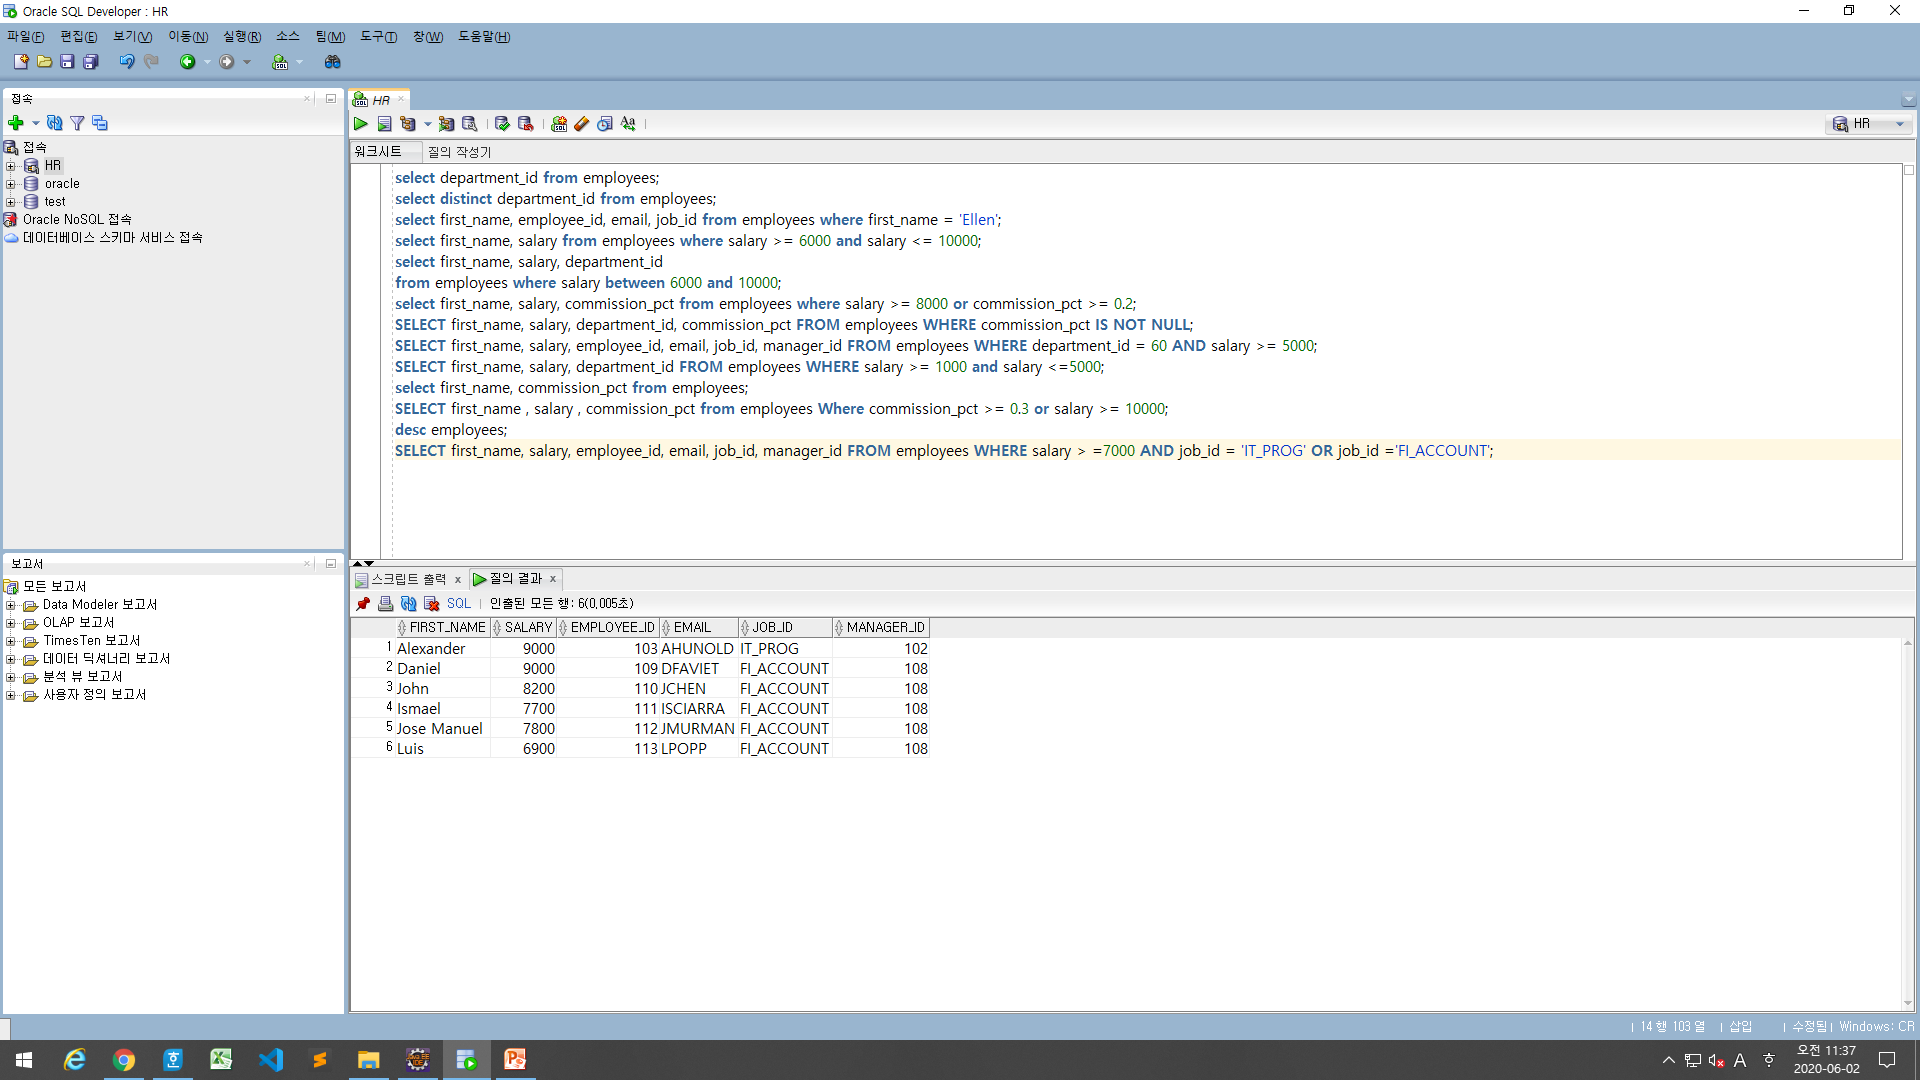 Oracle SQL Developer : HR
파일(F) 편집(E) 보기(V) 이동(N) 실행(R) 소스 팀(M) 도구(T) 창(W) 도움말(H)
접속
HR
HR
워크시트 질의 작성기
접속
HR
oracle
test
Oracle NoSQL 접속
데이터베이스 스키마 서비스 접속
select department_id from employees;
select distinct department_id from employees;
select first_name, employee_id, email, job_id from employees where first_name = 'Ellen';
select first_name, salary from employees where salary >= 6000 and salary <= 10000;
select first_name, salary, department_id
from employees where salary between 6000 and 10000;
select first_name, salary, commission_pct from employees where salary >= 8000 or commission_pct >= 0.2;
SELECT first_name, salary, department_id, commission_pct FROM employees WHERE commission_pct IS NOT NULL;
SELECT first_name, salary, employee_id, email, job_id, manager_id FROM employees WHERE department_id = 60 AND salary >= 5000;
SELECT first_name, salary, department_id FROM employees WHERE salary >= 1000 and salary <=5000;
select first_name, commission_pct from employees;
SELECT first_name , salary , commission_pct from employees Where commission_pct >= 0.3 or salary >= 10000;
desc employees;
SELECT first_name, salary, employee_id, email, job_id, manager_id FROM employees WHERE salary > =7000 AND job_id = 'IT_PROG' OR job_id ='FI_ACCOUNT';
보고서
모든 보고서
Data Modeler 보고서
OLAP 보고서
TimesTen 보고서
데이터 딕셔너리 보고서
분석 뷰 보고서
사용자 정의 보고서
스크립트 출력 x 질의 결과 x
SQL | 인출된 모든 행: 6(0,005초)
FIRST_NAME SALARY EMPLOYEE_ID EMAIL JOB_ID MANAGER_ID
1 Alexander 9000 103 AHUNOLD IT_PROG 102
2 Daniel 9000 109 DFAVIET FI_ACCOUNT 108
3 John 8200 110 JCHEN FI_ACCOUNT 108
4 Ismael 7700 111 ISCIARRA FI_ACCOUNT 108
5 Jose Manuel 7800 112 JMURMAN FI_ACCOUNT 108
6 Luis 6900 113 LPOPP FI_ACCOUNT 108
14 행 103 열 | 삽입 | 수정됨 | Windows: CR
A 호 오전 11:37
2020-06-02